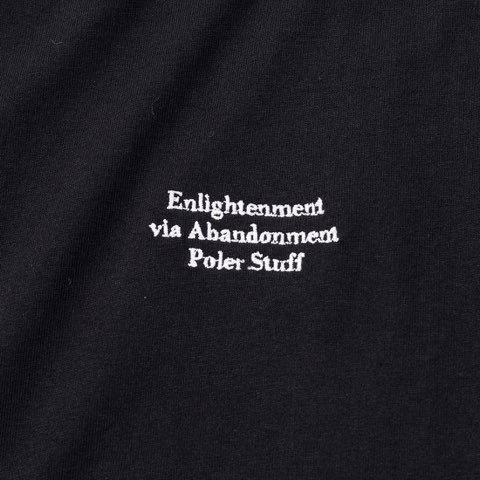 Enlightenment
via Abandonment
Poler Stuff